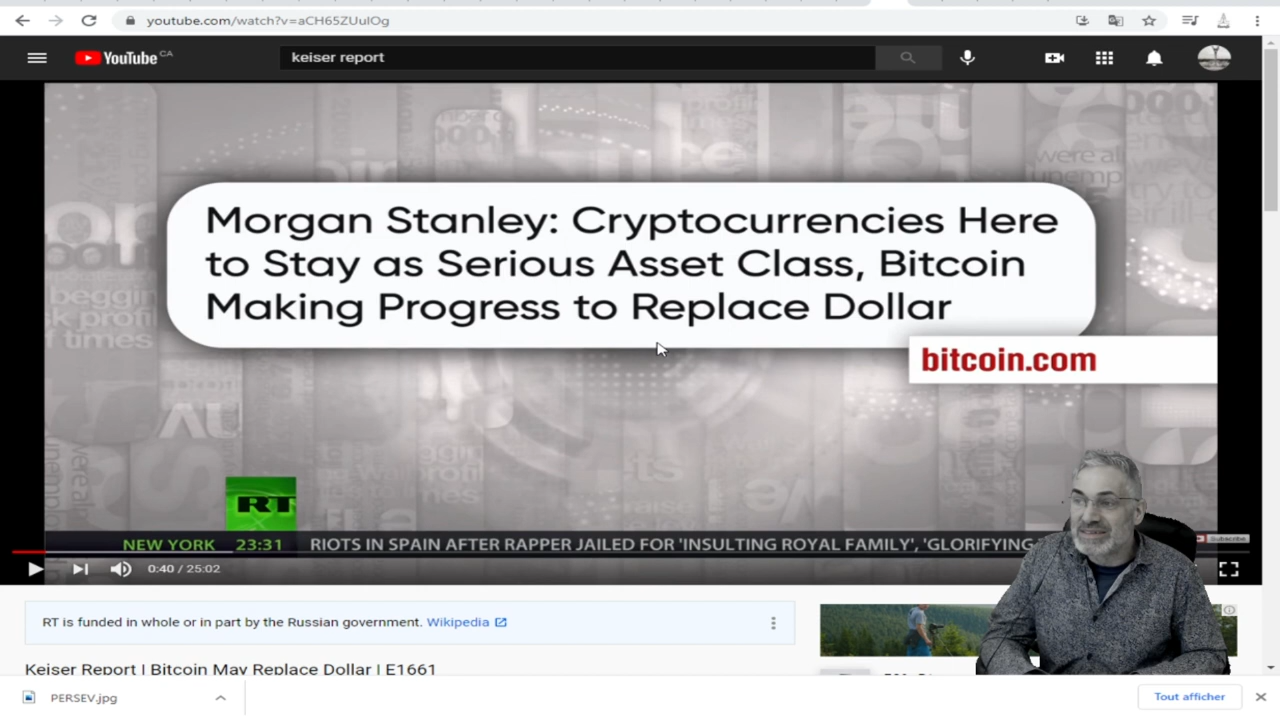 youtube.com/watch?v=aCH65ZUuIOg
YouTube CA
keiser report
Morgan Stanley: Cryptocurrencies Here
to Stay as Serious Asset Class, Bitcoin
Making Progress to Replace Dollar
bitcoin.com
RT
NEW YORK 23:31 RIOTS IN SPAIN AFTER RAPPER JAILED FOR 'INSULTING ROYAL FAMILY', 'GLORIFYING
Subscribe
0:40 / 25:02
RT is funded in whole or in part by the Russian government. Wikipedia
Keiser Report | Bitcoin May Replace Dollar | E1661
PERSEV.jpg
Tout afficher